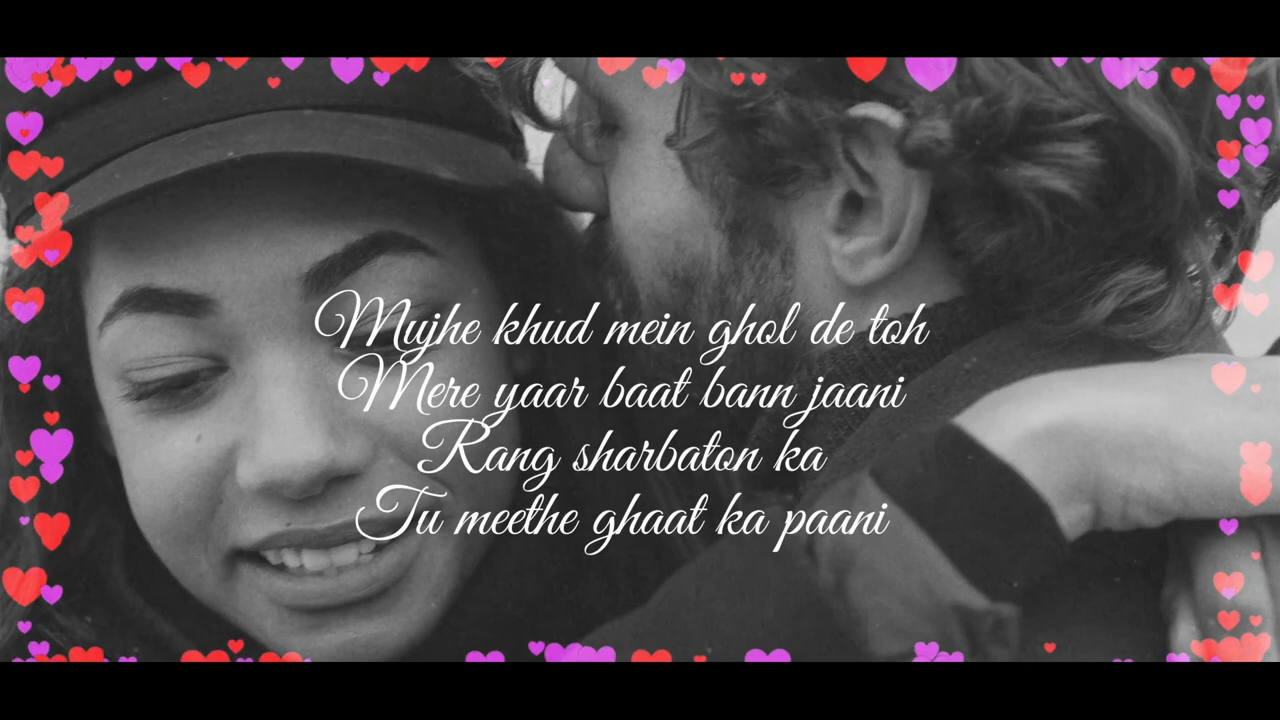 Mujhe khud mein ghol de toh
Mere yaar baat bann jaani
Rang sharbaton ka
Tu meethe ghaat ka paani